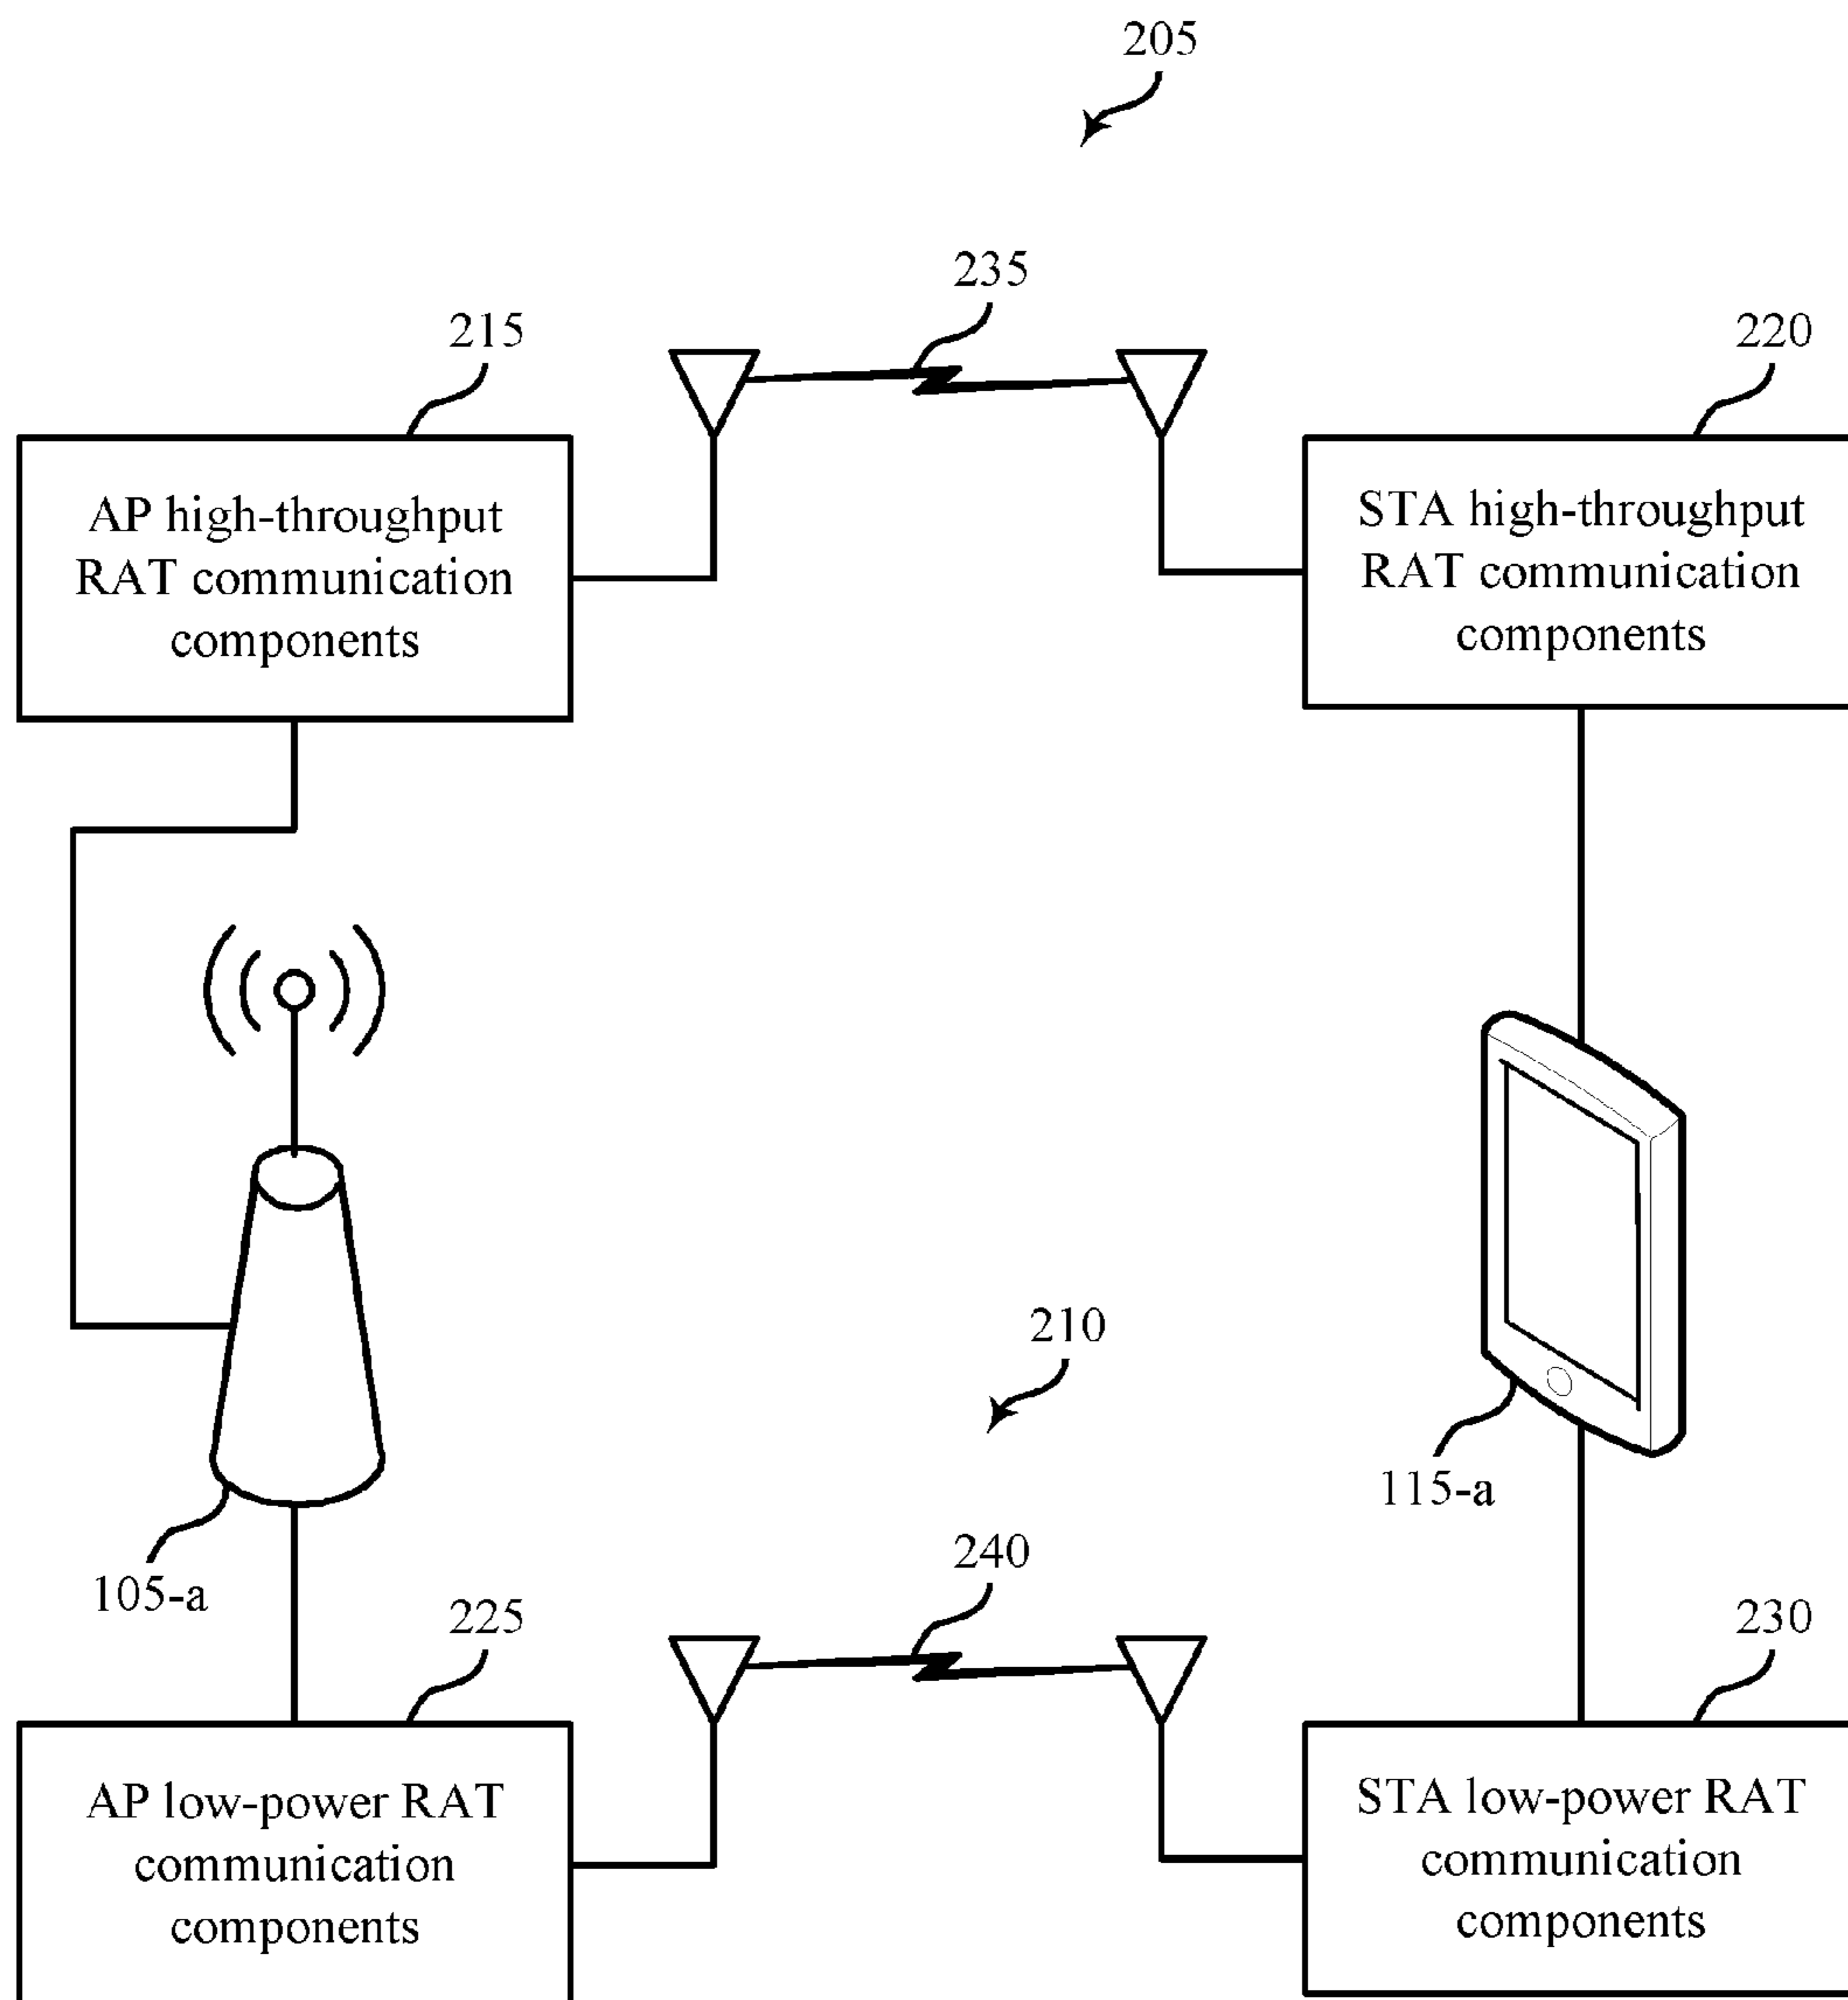 205
235
215
220
AP high-throughput
RAT communication
components
STA high-throughput
RAT communication
components
210
115-a
105-a
240
225
230
AP low-power RAT
communication
components
STA low-power RAT
communication
components